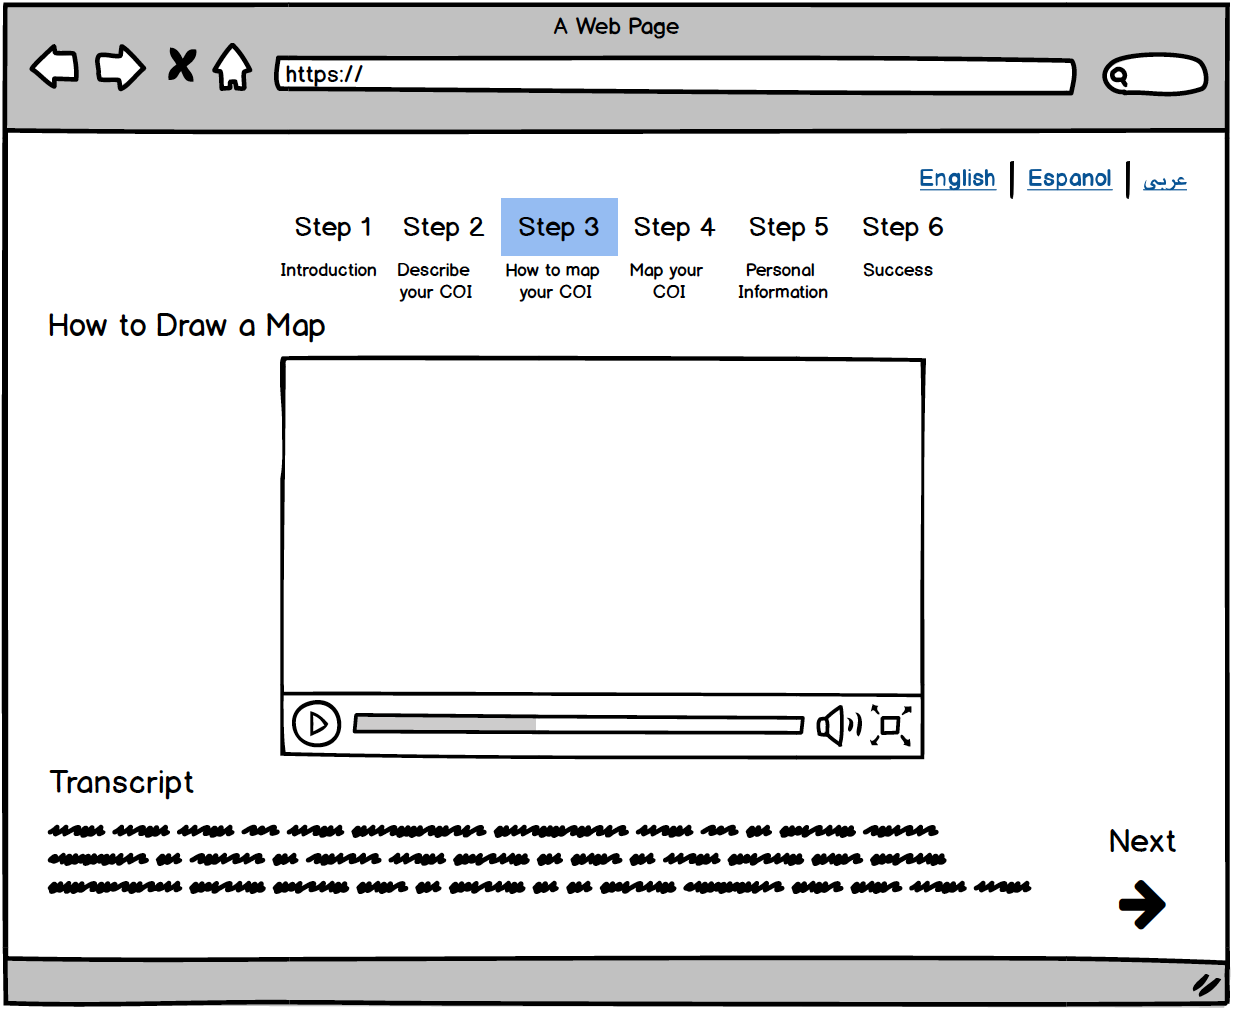 A Web Page
https://
English | Espanol | عربي
Step 1 Step 2 Step 3 Step 4 Step 5 Step 6
Introduction Describe your COI How to map your COI Map your COI Personal Information Success
How to Draw a Map
Transcript
Next